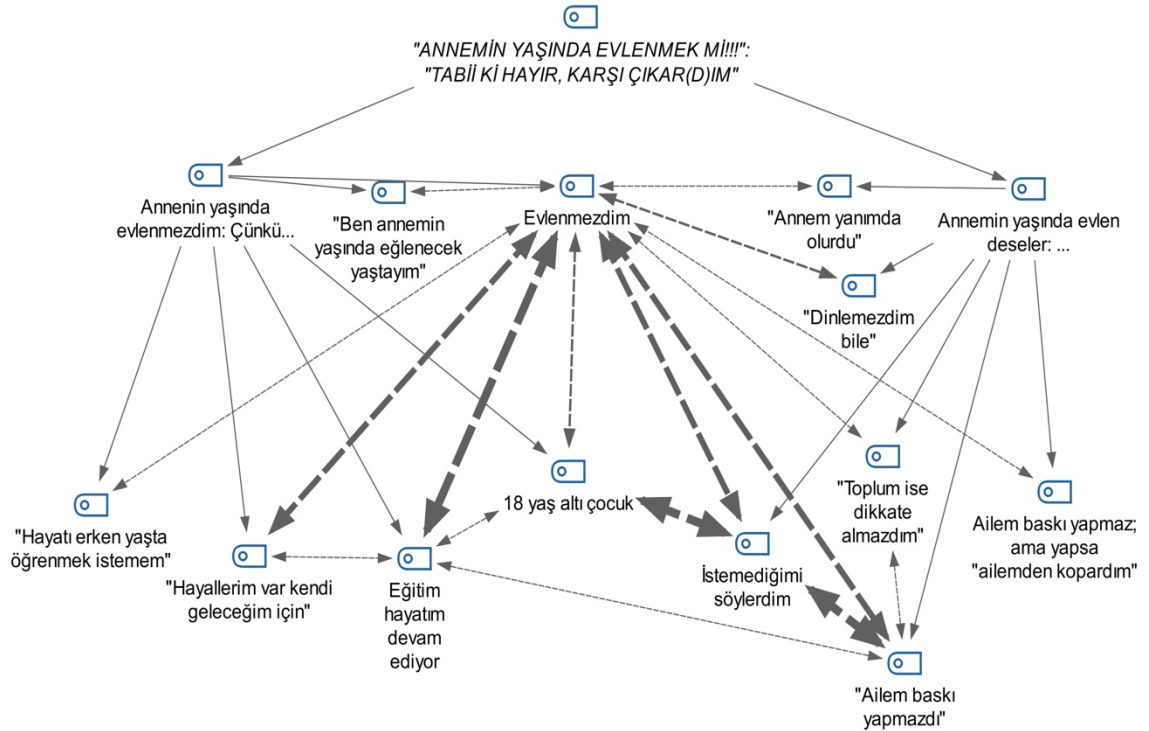 "ANNEMİN YAŞINDA EVLENMEK Mİ!!!":
"TABİİ Kİ HAYIR, KARŞI ÇIKAR(D)IM"
Annenin yaşında
evlenmezdim: Çünkü...
"Ben annemin
yaşında eğlenecek
yaştayım"
Evlenmezdim
"Annem yanımda
olurdu"
Annemin yaşında evlen
deseler: ...
"Dinlemezdim
bile"
"Hayatı erken yaşta
öğrenmek istemem"
"Hayallerim var kendi
geleceğim için"
Eğitim
hayatım
devam
ediyor
18 yaş altı çocuk
İstemediğimi
söylerdim
"Toplum ise
dikkate
almazdım"
Ailem baskı yapmaz;
ama yapsa
"ailemden kopardım"
"Ailem baskı
yapmazdı"